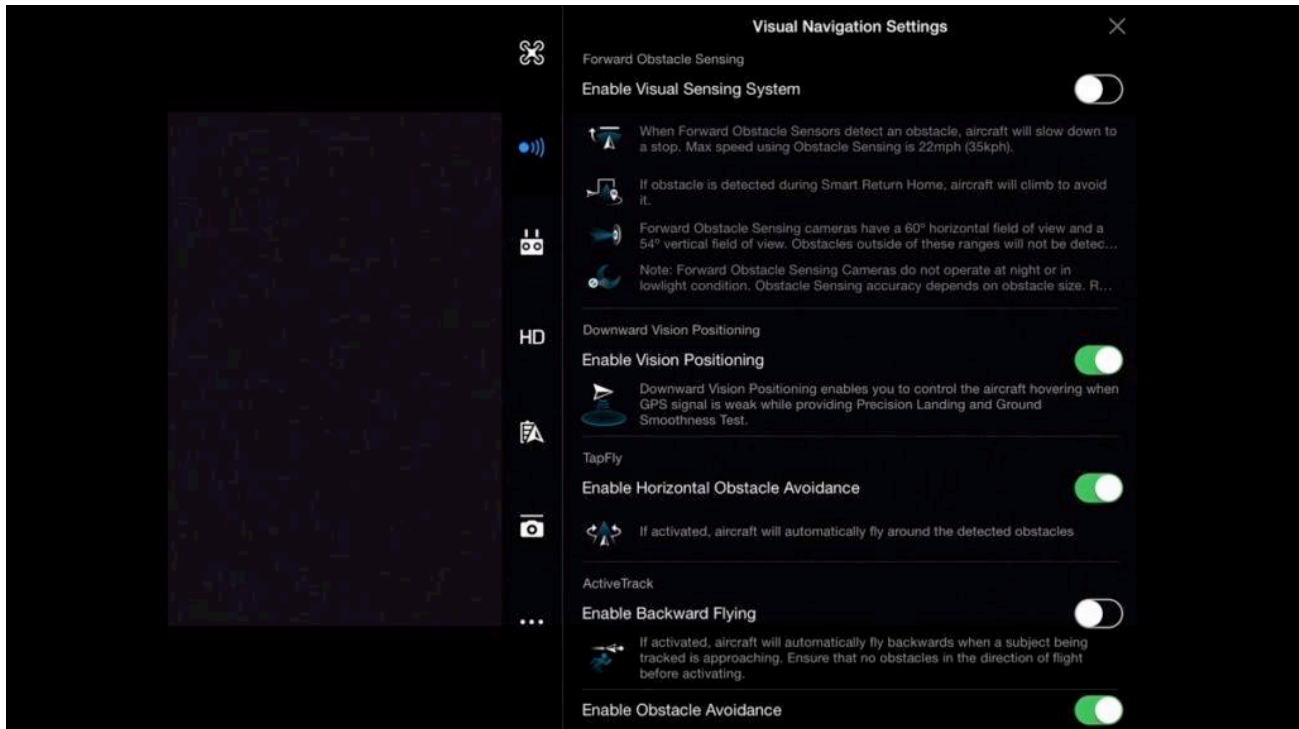 Visual Navigation Settings
Forward Obstacle Sensing
Enable Visual Sensing System
When Forward Obstacle Sensors detect an obstacle, aircraft will slow down to
a stop. Max speed using Obstacle Sensing is 22mph (35kph).
If obstacle is detected during Smart Return Home, aircraft will climb to avoid
it.
Forward Obstacle Sensing cameras have a 60° horizontal field of view and a
54° vertical field of view. Obstacles outside of these ranges will not be detec...
Note: Forward Obstacle Sensing Cameras do not operate at night or in
lowlight condition. Obstacle Sensing accuracy depends on obstacle size. R...
HD
Downward Vision Positioning
Enable Vision Positioning
Downward Vision Positioning enables you to control the aircraft hovering when
GPS signal is weak while providing Precision Landing and Ground
Smoothness Test.
TapFly
Enable Horizontal Obstacle Avoidance
If activated, aircraft will automatically fly around the detected obstacles
ActiveTrack
Enable Backward Flying
If activated, aircraft will automatically fly backwards when a subject being
tracked is approaching. Ensure that no obstacles in the direction of flight
before activating.
Enable Obstacle Avoidance